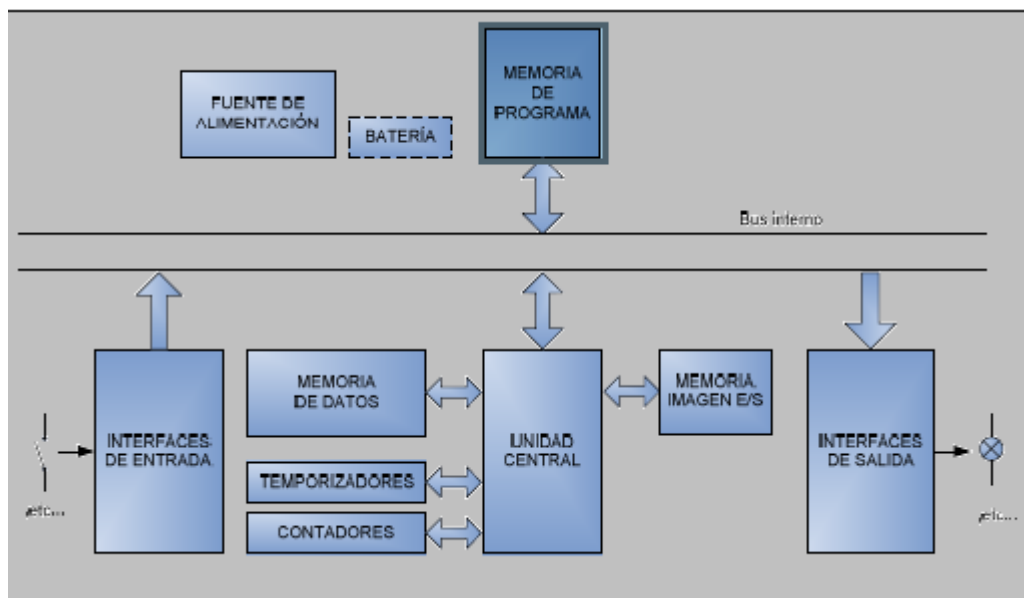 MEMORIA
DE
PROGRAMA
FUENTE DE
ALIMENTACIÓN
BATERÍA
Bus interno
INTERFACES
DE ENTRADA
MEMORIA
DE DATOS
TEMPORIZADORES
CONTADORES
UNIDAD
CENTRAL
MEMORIA
IMAGEN E/S
INTERFACES
DE SALIDA
,etc...
,etc...